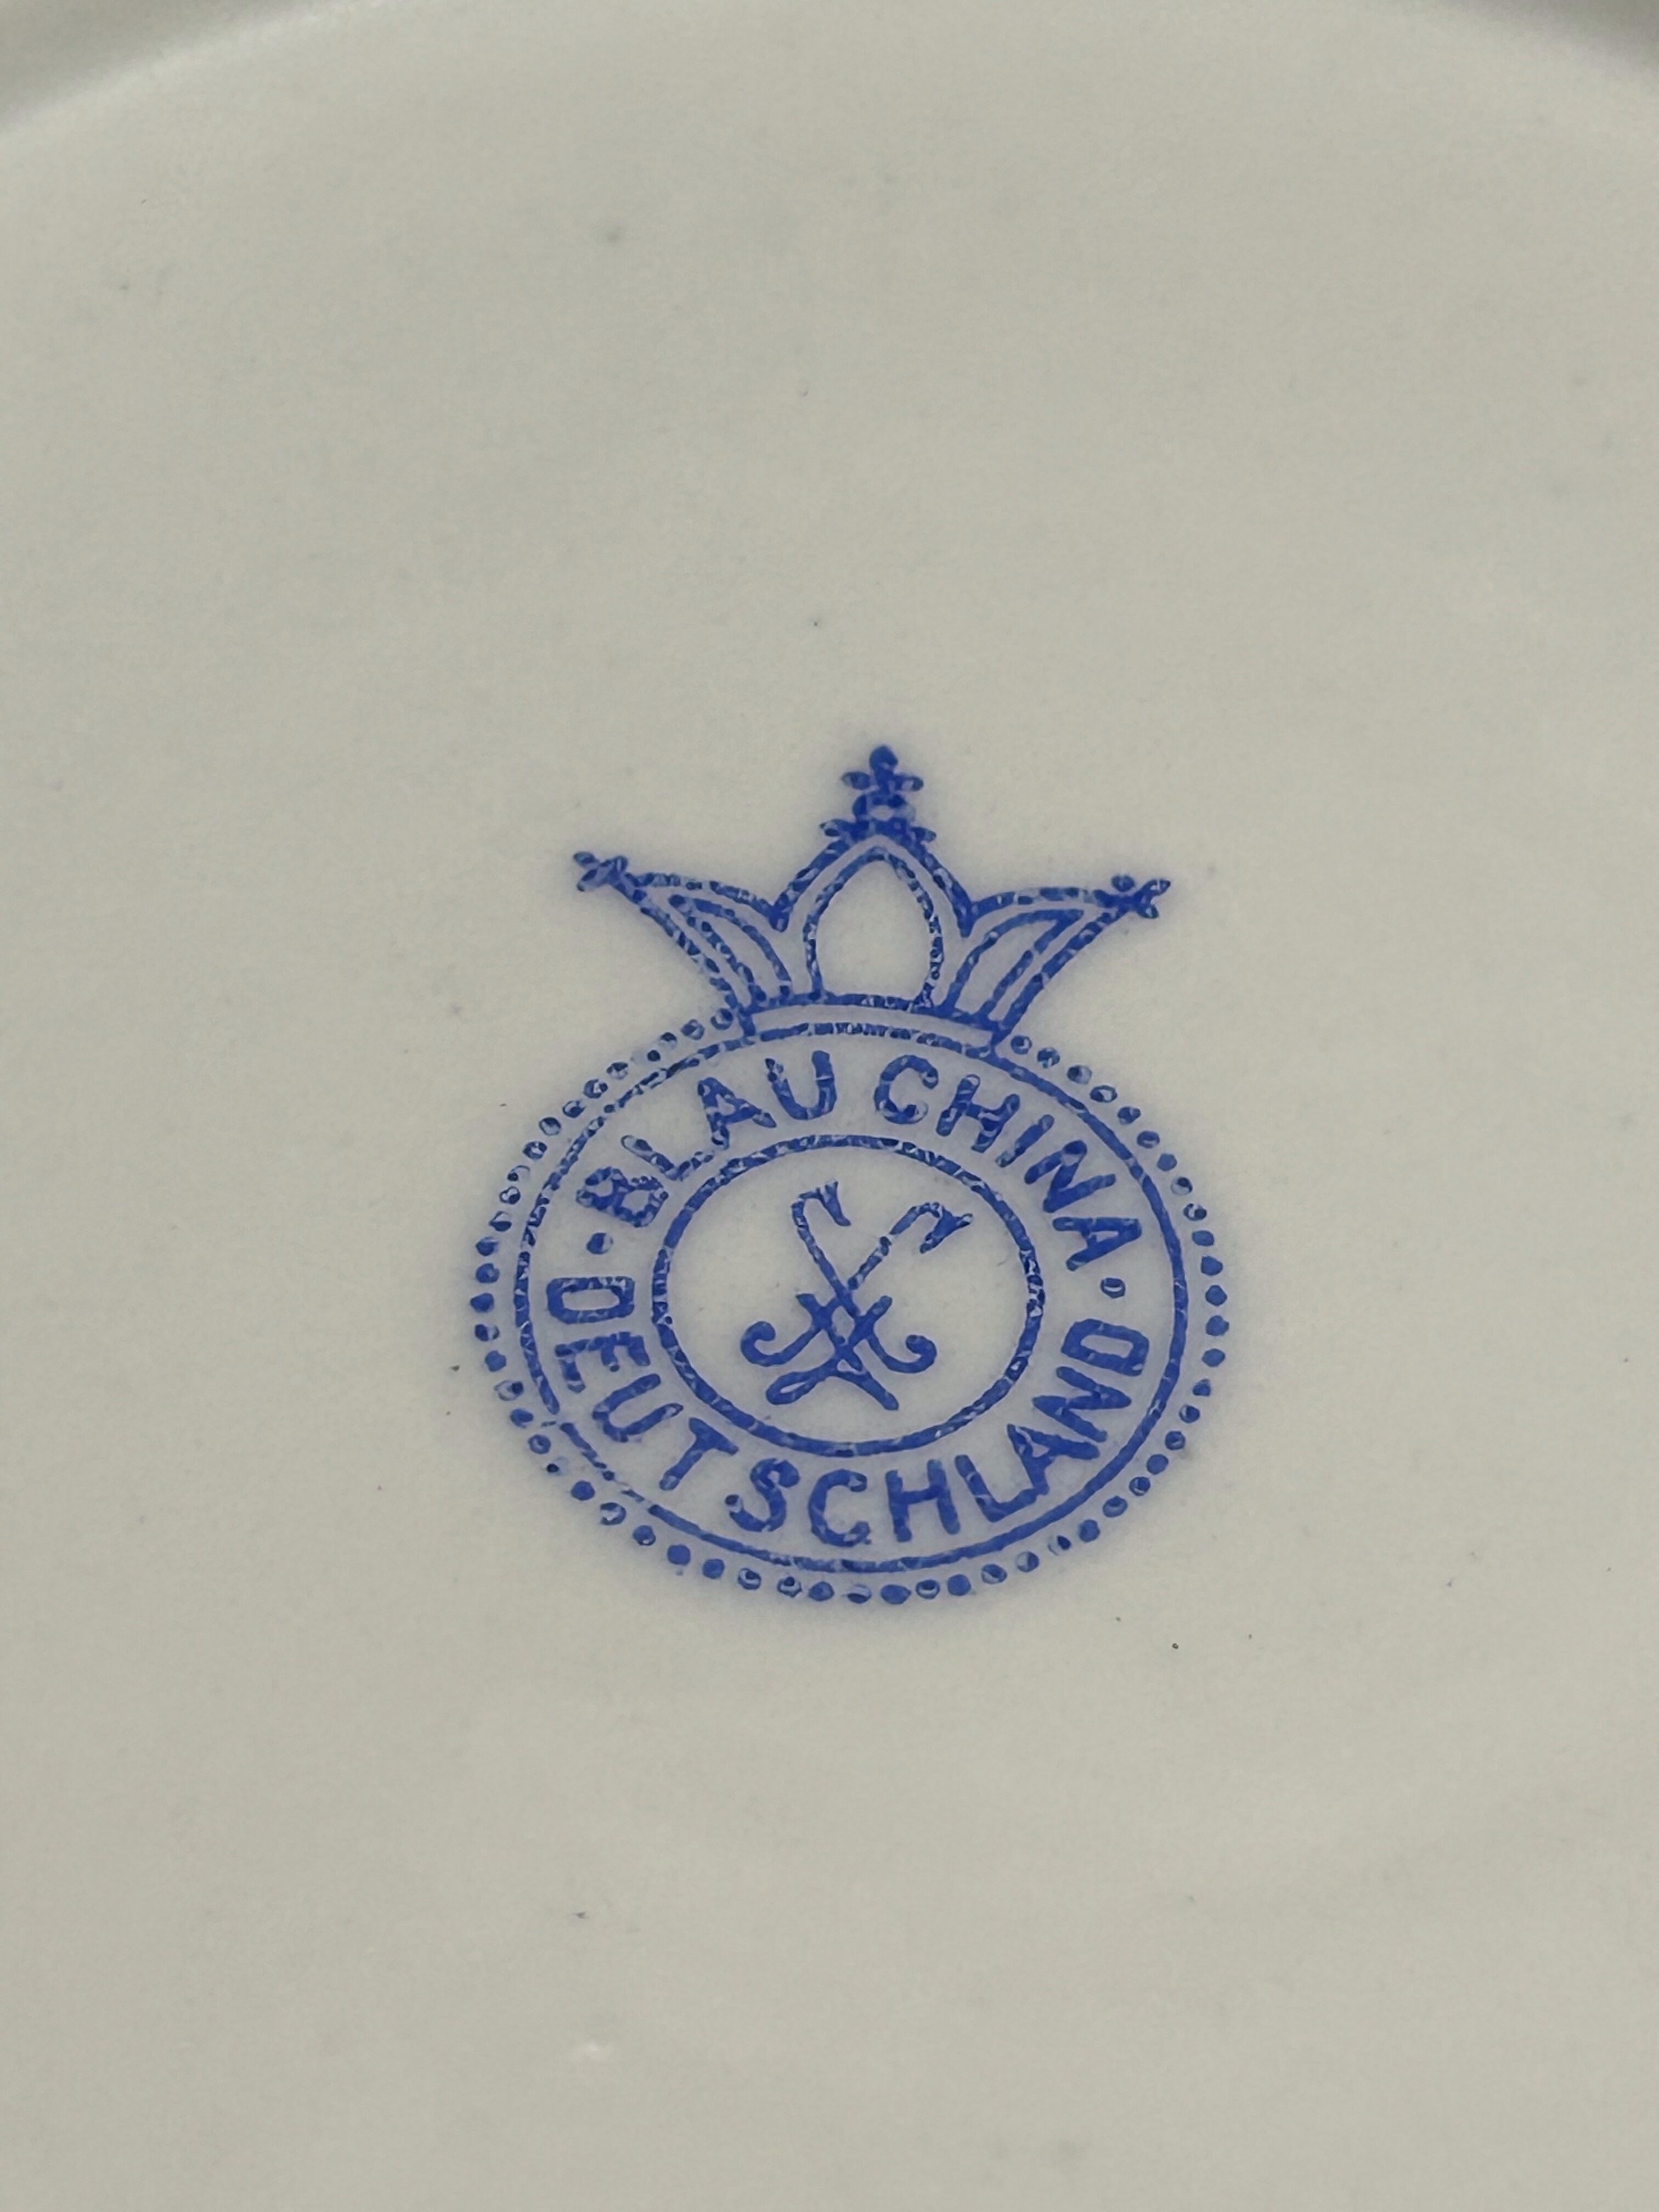 · BLAU CHINA ·
DEUTSCHLAND